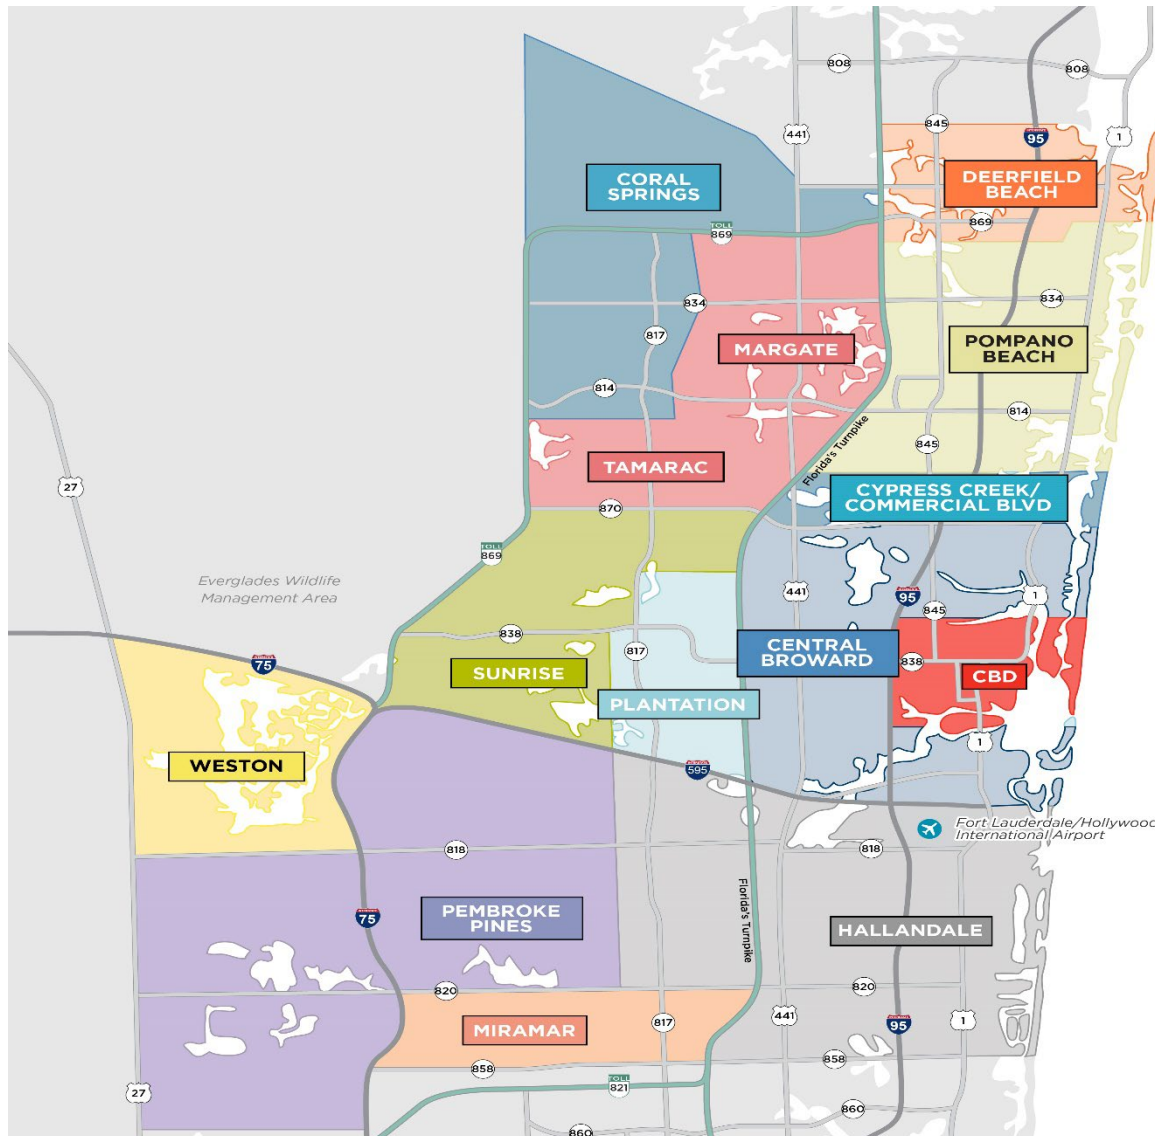 808
808
845
441
95
1
CORAL
SPRINGS
DEERFIELD
BEACH
TOLL
869
869
834
834
817
MARGATE
POMPANO
BEACH
814
814
Florida's Turnpike
845
TAMARAC
27
CYPRESS CREEK/
COMMERCIAL BLVD
870
TOLL
869
Everglades Wildlife
Management Area
441
95
845
1
838
817
CENTRAL
BROWARD
838
75
SUNRISE
CBD
PLANTATION
1
WESTON
595
Fort Lauderdale/Hollywood
International Airport
818
818
Florida's Turnpike
75
PEMBROKE
PINES
HALLANDALE
820
820
MIRAMAR
817
441
95
1
858
858
27
TOLL
821
860
860